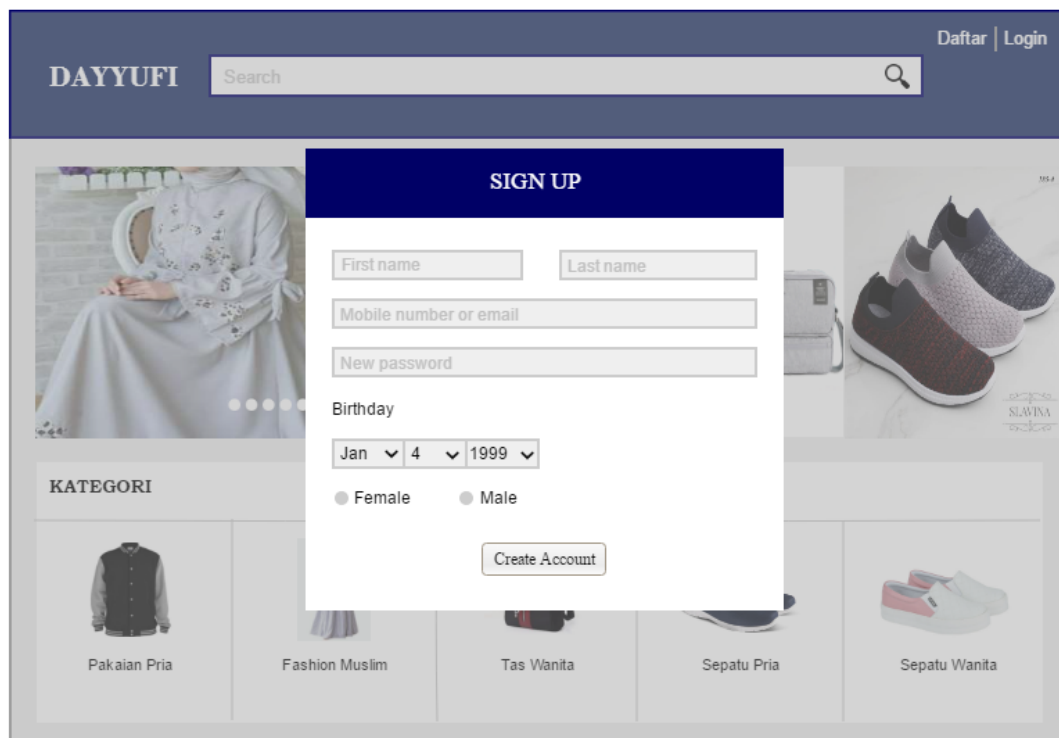 Daftar | Login
DAYYUFI
Search
SIGN UP
First name Last name
Mobile number or email
New password
SLAVINA
Birthday
Jan 4 1999
KATEGORI
Female Male
Create Account
Pakaian Pria Fashion Muslim Tas Wanita Sepatu Pria Sepatu Wanita